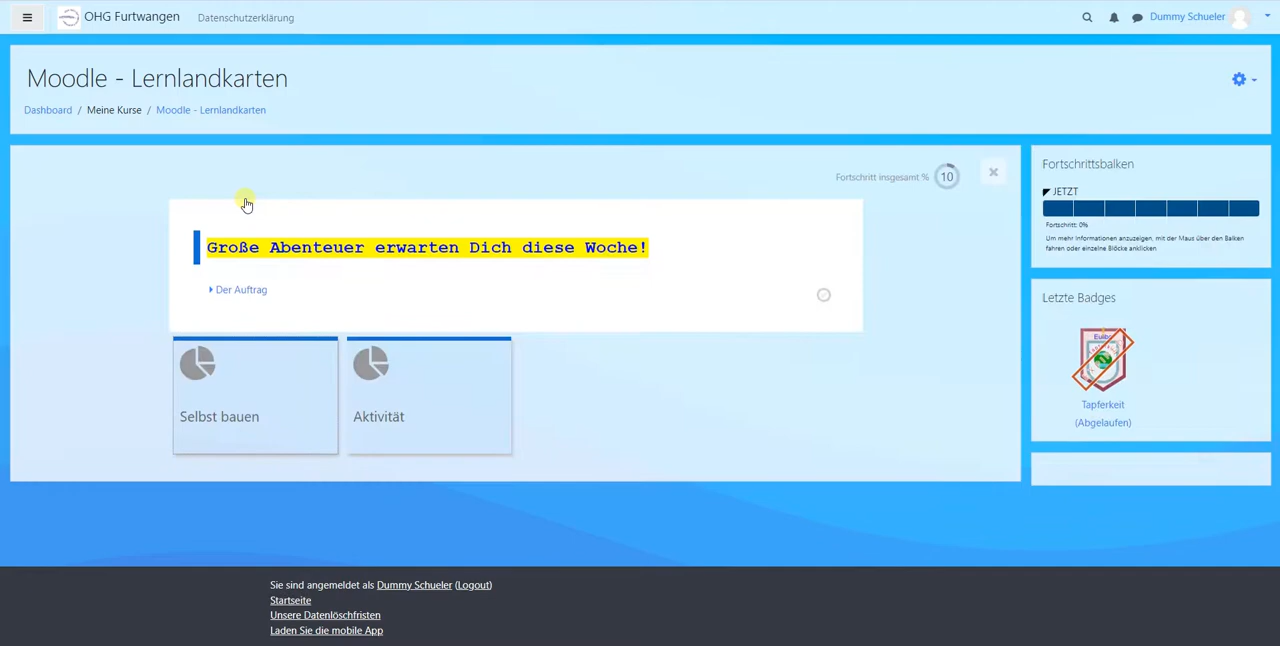 OHG Furtwangen
Datenschutzerklärung
Dummy Schueler
Moodle - Lernlandkarten
Dashboard / Meine Kurse / Moodle - Lernlandkarten
Fortschritt insgesamt % 10
Große Abenteuer erwarten Dich diese Woche!
Der Auftrag
Selbst bauen
Aktivität
Fortschrittsbalken
JETZT
Fortschritt: 0%
Um mehr Informationen anzuzeigen, mit der Maus über den Balken
fahren oder einzelne Blöcke anklicken
Letzte Badges
Tapferkeit
(Abgelaufen)
Sie sind angemeldet als Dummy Schueler (Logout)
Startseite
Unsere Datenlöschfristen
Laden Sie die mobile App